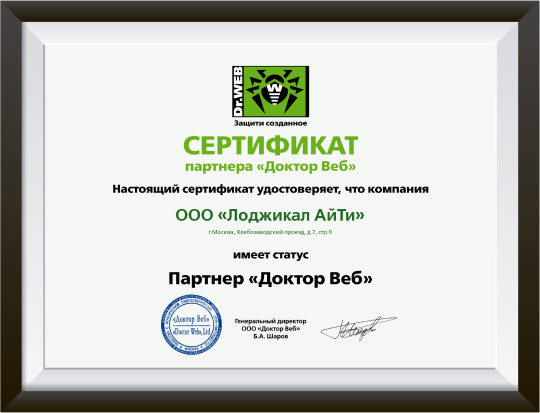 Dr.WEB
Защити созданное
СЕРТИФИКАТ
партнера «Доктор Веб»
Настоящий сертификат удостоверяет, что компания
ООО «Лоджикал АйТи»
г.Москва, Хлебозаводский проезд, д.7, стр.9
имеет статус
Партнер «Доктор Веб»
«Доктор Веб»
«Doctor Web», Ltd
МОСКВА
Генеральный директор
ООО «Доктор Веб»
Б.А. Шаров